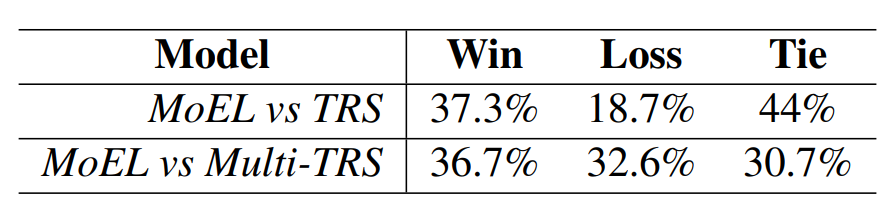 Model Win Loss Tie
MoEL vs TRS 37.3% 18.7% 44%
MoEL vs Multi-TRS 36.7% 32.6% 30.7%